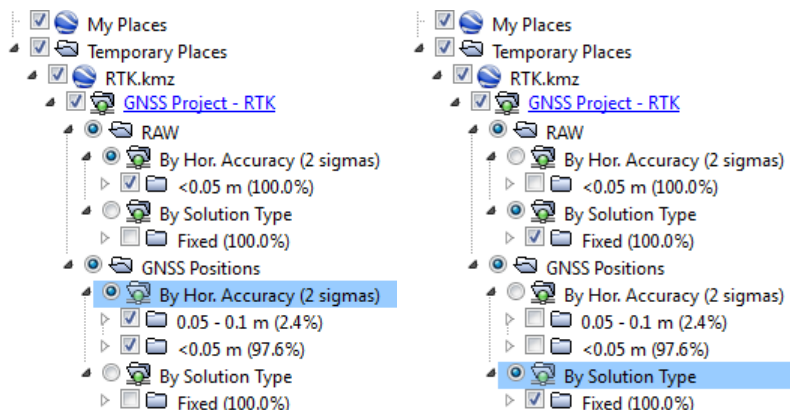 My Places
Temporary Places
RTK.kmz
GNSS Project - RTK
RAW
By Hor. Accuracy (2 sigmas)
<0.05 m (100.0%)
By Solution Type
Fixed (100.0%)
GNSS Positions
By Hor. Accuracy (2 sigmas)
0.05 - 0.1 m (2.4%)
<0.05 m (97.6%)
By Solution Type
Fixed (100.0%)
My Places
Temporary Places
RTK.kmz
GNSS Project - RTK
RAW
By Hor. Accuracy (2 sigmas)
<0.05 m (100.0%)
By Solution Type
Fixed (100.0%)
GNSS Positions
By Hor. Accuracy (2 sigmas)
0.05 - 0.1 m (2.4%)
<0.05 m (97.6%)
By Solution Type
Fixed (100.0%)